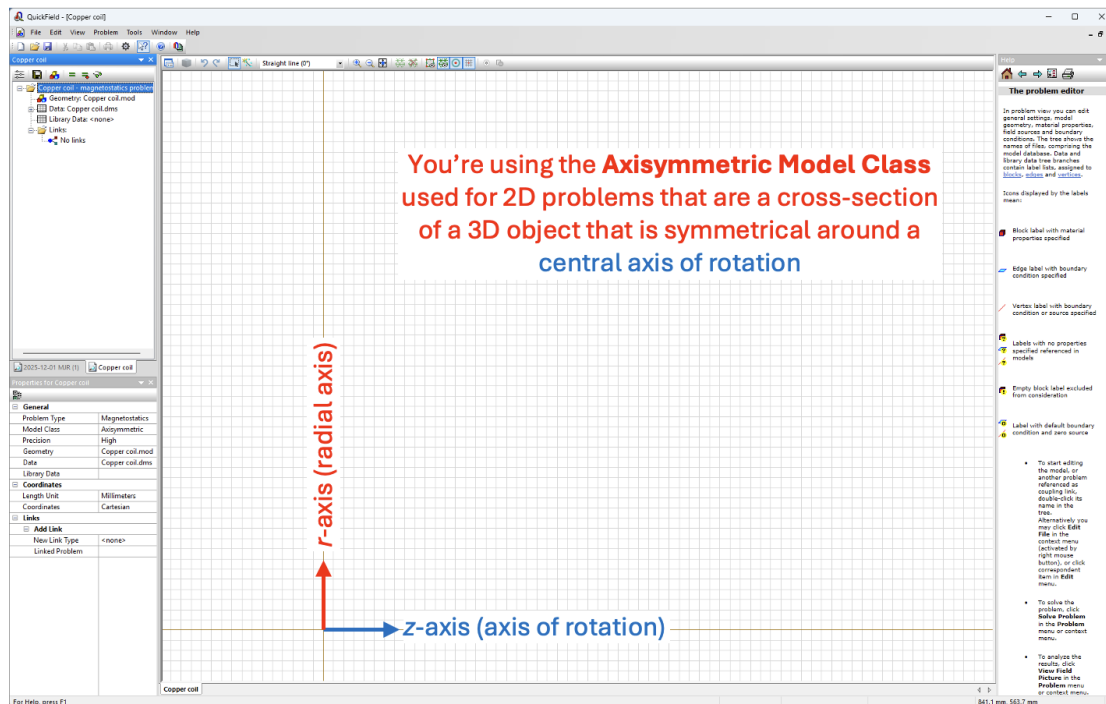 QuickField - [Copper coil]
File Edit View Problem Tools Window Help
Copper coil
Straight line (0°)
Help
Copper coil - magnetostatics problem
Geometry: Copper coil.mod
Data: Copper coil.dms
Library Data: <none>
Links:
No links
2025-12-01 MJR (1)
Copper coil
Properties for Copper coil
General
Problem Type Magnetostatics
Model Class Axisymmetric
Precision High
Geometry Copper coil.mod
Data Copper coil.dms
Library Data
Coordinates
Length Unit Millimeters
Coordinates Cartesian
Links
Add Link
New Link Type <none>
Linked Problem
You're using the Axisymmetric Model Class
used for 2D problems that are a cross-section
of a 3D object that is symmetrical around a
central axis of rotation
r-axis (radial axis)
z-axis (axis of rotation)
Copper coil
The problem editor
In problem view you can edit
general settings, model
geometry, material properties,
field sources and boundary
conditions. The tree shows the
names of files, comprising the
model database. Data and
library data tree branches
contain label lists, assigned to
blocks, edges and vertices.
Icons displayed by the labels
mean:
Block label with material
properties specified
Edge label with boundary
condition specified
Vertex label with boundary
condition or source specified
Labels with no properties
specified referenced in
models
Empty block label excluded
from consideration
Label with default boundary
condition and zero source
• To start editing
the model, or
another problem
referenced as
coupling link,
double-click its
name in the
tree.
Alternatively you
may click Edit
File in the
context menu
(activated by
right mouse
button), or click
correspondent
item in Edit
menu.
• To solve the
problem, click
Solve Problem
in the Problem
menu or context
menu.
• To analyze the
results, click
View Field
Picture in the
Problem menu
or context menu.
For Help, press F1
841.1 mm, 563.7 mm